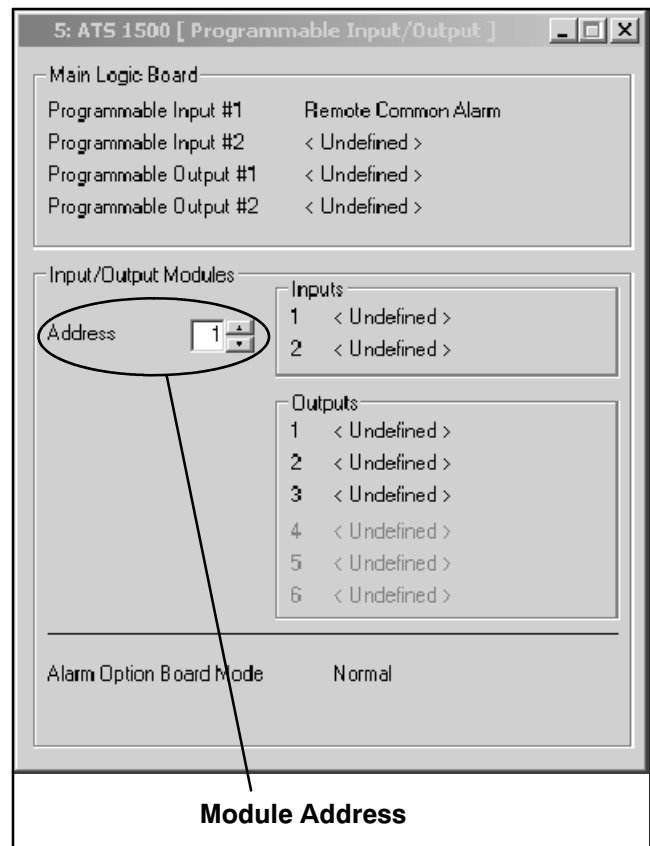 5: ATS 1500 [ Programmable Input/Output ]
Main Logic Board
Programmable Input #1 Remote Common Alarm
Programmable Input #2 < Undefined >
Programmable Output #1 < Undefined >
Programmable Output #2 < Undefined >
Input/Output Modules
Address 1
Inputs
1 < Undefined >
2 < Undefined >
Outputs
1 < Undefined >
2 < Undefined >
3 < Undefined >
4 < Undefined >
5 < Undefined >
6 < Undefined >
Alarm Option Board Mode Normal
Module Address